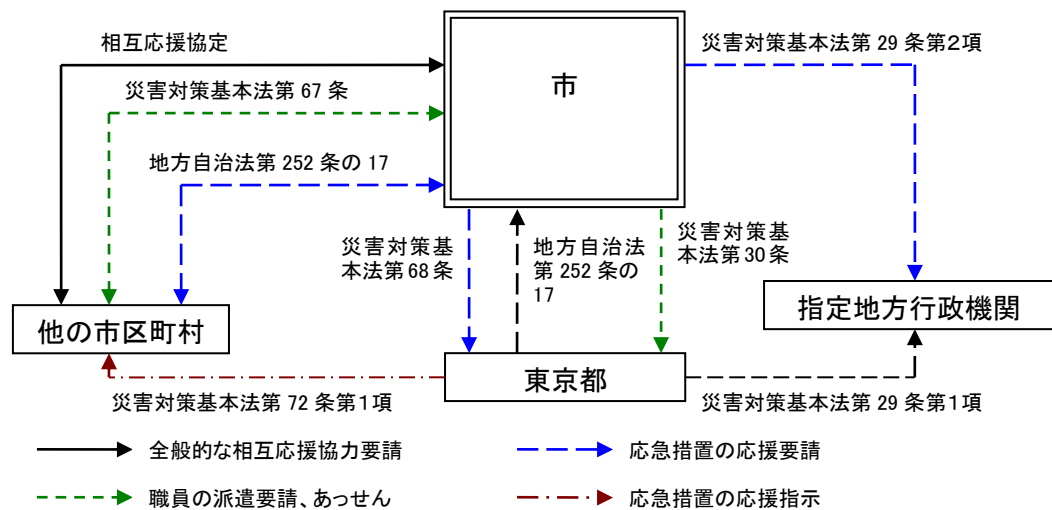 相互応援協定
災害対策基本法第 67 条
地方自治法第 252 条の 17
市
災害対策基本法第 29 条第2項
災害対策基
本法第 68 条
地方自治法
第 252 条の
17
災害対策基
本法第 30 条
他の市区町村
東京都
指定地方行政機関
災害対策基本法第 72 条第1項
災害対策基本法第 29 条第1項
全般的な相互応援協力要請
応急措置の応援要請
職員の派遣要請、あっせん
応急措置の応援指示